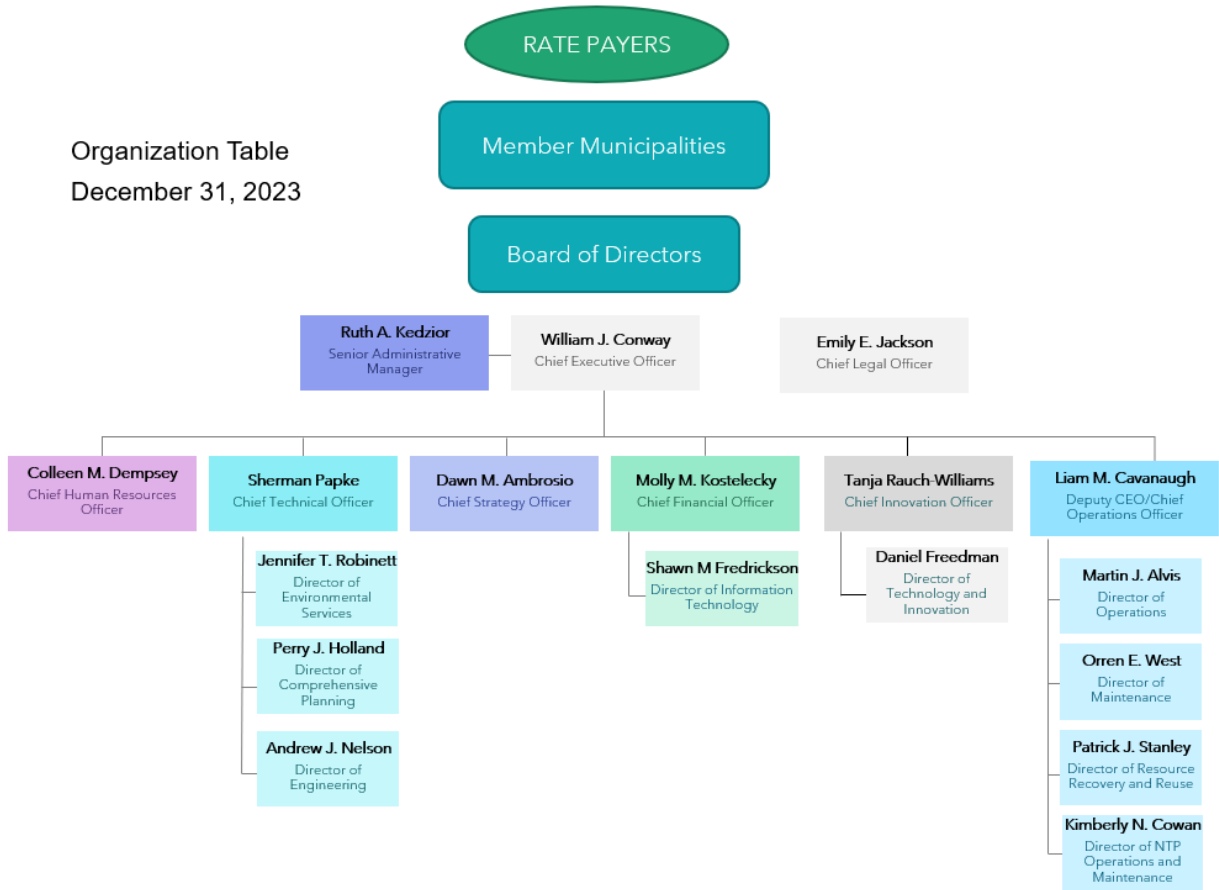 RATE PAYERS
Member Municipalities
Organization Table
December 31, 2023
Board of Directors
Ruth A. Kedzior
Senior Administrative
Manager
William J. Conway
Chief Executive Officer
Emily E. Jackson
Chief Legal Officer
Colleen M. Dempsey
Chief Human Resources
Officer
Sherman Papke
Chief Technical Officer
Dawn M. Ambrosio
Chief Strategy Officer
Molly M. Kostelecky
Chief Financial Officer
Tanja Rauch-Williams
Chief Innovation Officer
Liam M. Cavanaugh
Deputy CEO/Chief
Operations Officer
Jennifer T. Robinett
Director of
Environmental
Services
Perry J. Holland
Director of
Comprehensive
Planning
Andrew J. Nelson
Director of
Engineering
Shawn M Fredrickson
Director of Information
Technology
Daniel Freedman
Director of
Technology and
Innovation
Martin J. Alvis
Director of
Operations
Orren E. West
Director of
Maintenance
Patrick J. Stanley
Director of Resource
Recovery and Reuse
Kimberly N. Cowan
Director of NTP
Operations and
Maintenance